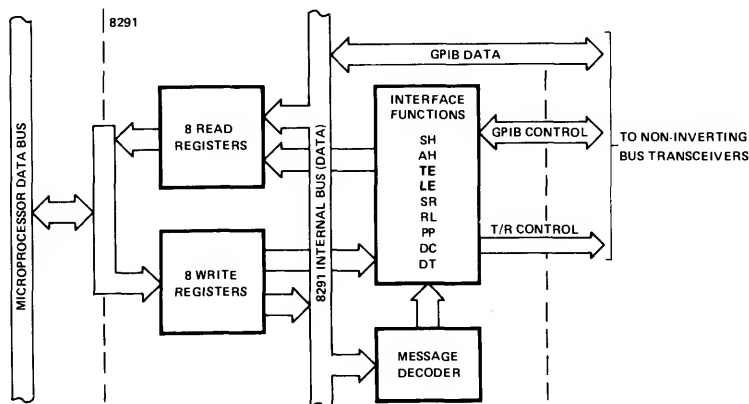 8291
MICROPROCESSOR DATA BUS
8 READ
REGISTERS
8 WRITE
REGISTERS
8291 INTERNAL BUS (DATA)
GPIB DATA
INTERFACE
FUNCTIONS
SH
AH
TE
LE
SR
RL
PP
DC
DT
GPIB CONTROL
T/R CONTROL
TO NON-INVERTING
BUS TRANSCEIVERS
MESSAGE
DECODER